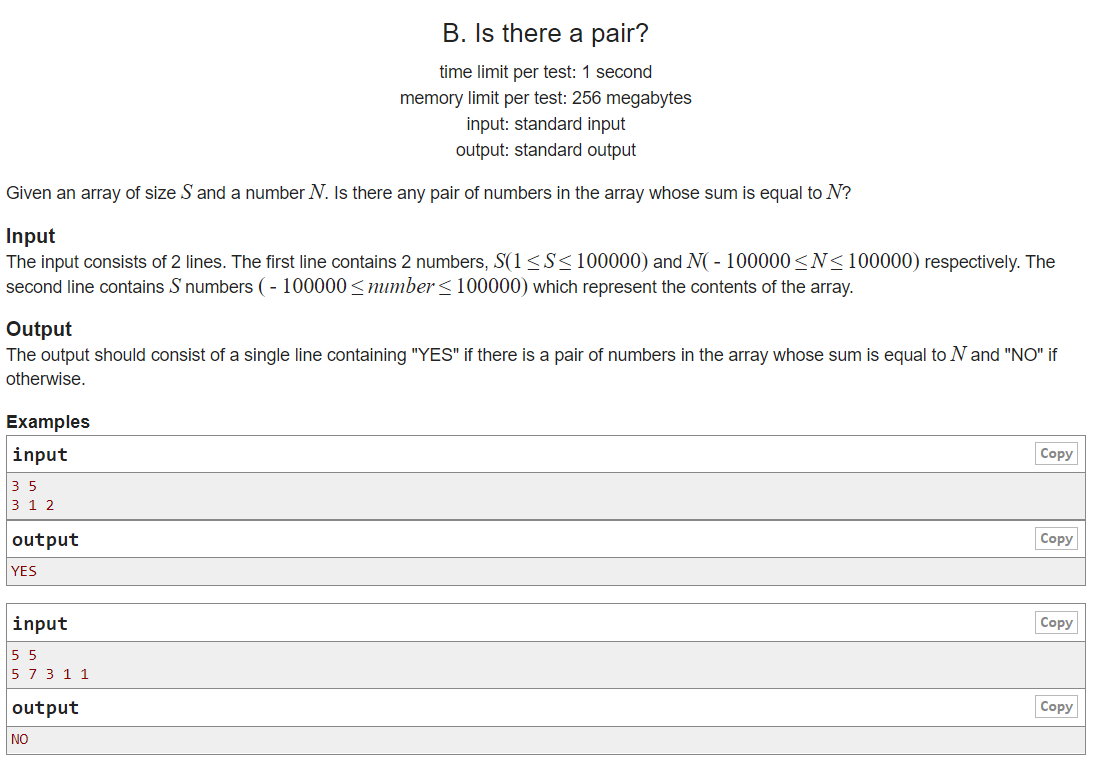 B. Is there a pair?
time limit per test: 1 second
memory limit per test: 256 megabytes
input: standard input
output: standard output
Given an array of size S and a number N. Is there any pair of numbers in the array whose sum is equal to N?
Input
The input consists of 2 lines. The first line contains 2 numbers, S(1 ≤ S ≤ 100000) and N( - 100000 ≤ N ≤ 100000) respectively. The
second line contains S numbers ( - 100000 ≤ number ≤ 100000) which represent the contents of the array.
Output
The output should consist of a single line containing "YES" if there is a pair of numbers in the array whose sum is equal to N and "NO" if
otherwise.
Examples
input Copy
3 5
3 1 2
output Copy
YES
input Copy
5 5
5 7 3 1 1
output Copy
NO